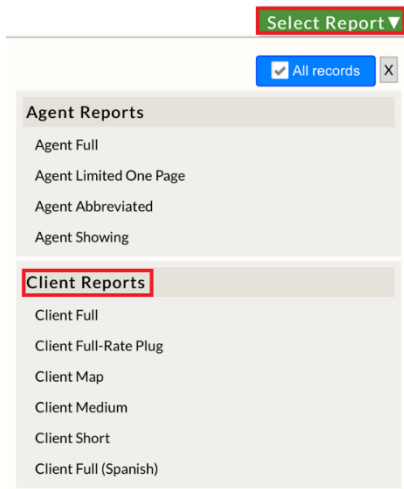 Select Report▼
All records X
Agent Reports
Agent Full
Agent Limited One Page
Agent Abbreviated
Agent Showing
Client Reports
Client Full
Client Full-Rate Plug
Client Map
Client Medium
Client Short
Client Full (Spanish)